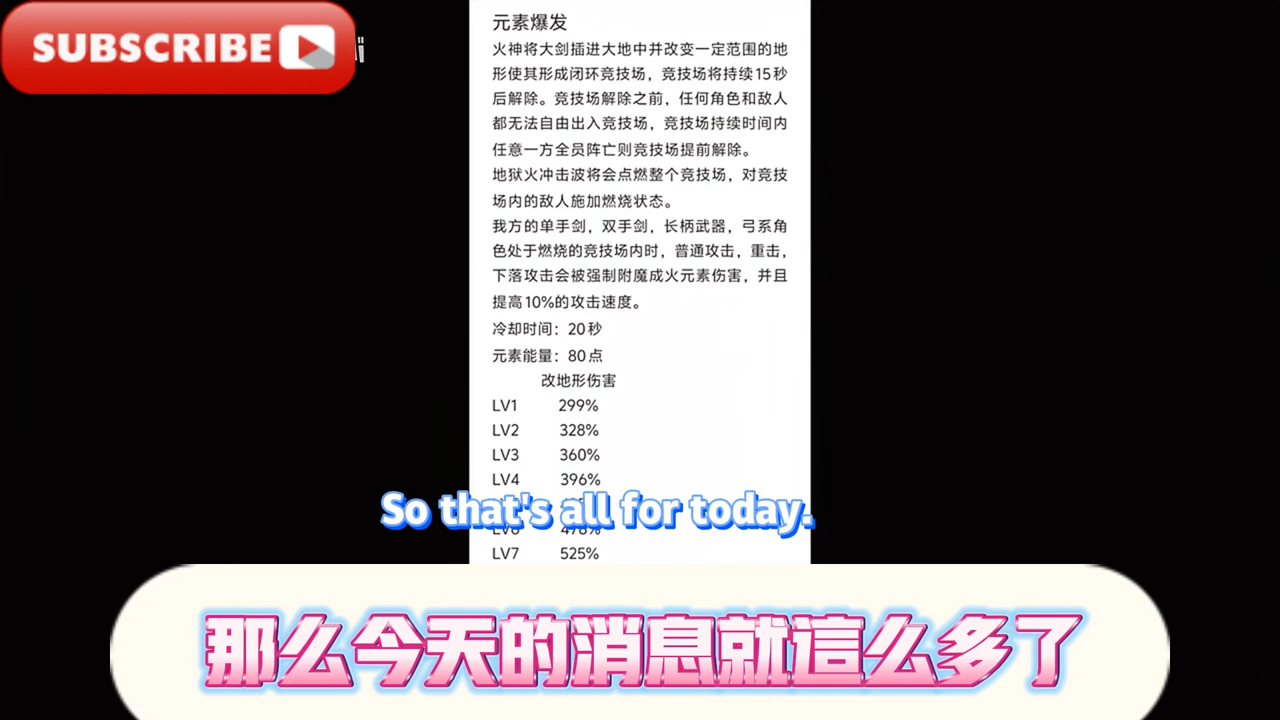 SUBSCRIBE
元素爆发
火神将大剑插进大地中并改变一定范围的地
形使其形成闭环竞技场，竞技场将持续15秒
后解除。竞技场解除之前，任何角色和敌人
都无法自由出入竞技场，竞技场持续时间内
任意一方全员阵亡则竞技场提前解除。
地狱火冲击波将会点燃整个竞技场，对竞技
场内的敌人施加燃烧状态。
我方的单手剑，双手剑，长柄武器，弓系角
色处于燃烧的竞技场内时，普通攻击，重击，
下落攻击会被强制附魔成火元素伤害，并且
提高10%的攻击速度。
冷却时间：20秒
元素能量：80点
改地形伤害
LV1 299%
LV2 328%
LV3 360%
LV4 396%
So that's all for today.
LV7 525%
那么今天的消息就這么多了